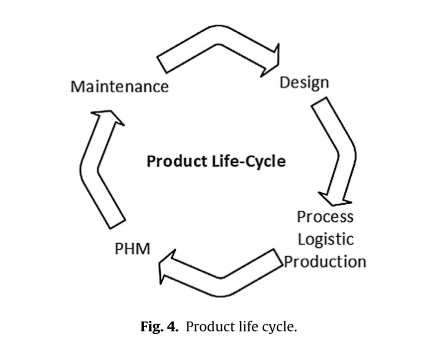 Maintenance
Design
Product Life-Cycle
Process
Logistic
Production
PHM
Fig. 4. Product life cycle.